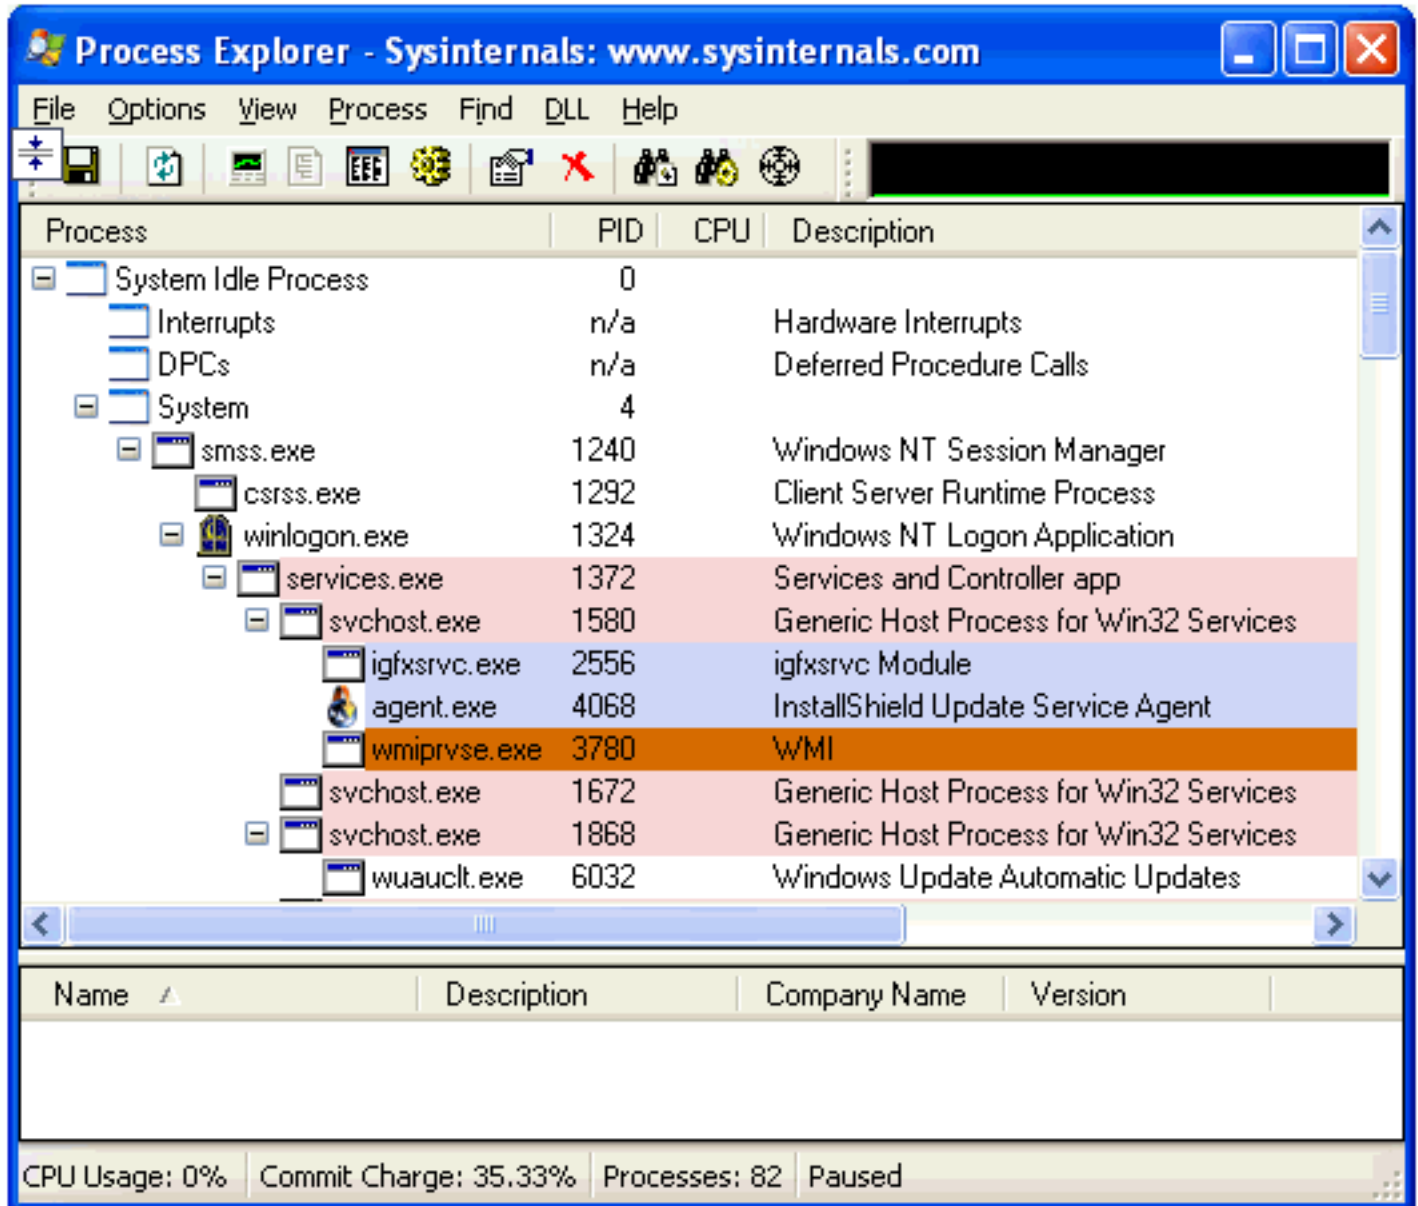 Process Explorer - Sysinternals: www.sysinternals.com
File Options View Process Find DLL Help
Process PID CPU Description
System Idle Process 0
Interrupts n/a Hardware Interrupts
DPCs n/a Deferred Procedure Calls
System 4
smss.exe 1240 Windows NT Session Manager
csrss.exe 1292 Client Server Runtime Process
winlogon.exe 1324 Windows NT Logon Application
services.exe 1372 Services and Controller app
svchost.exe 1580 Generic Host Process for Win32 Services
igfxsrvc.exe 2556 igfxsrvc Module
agent.exe 4068 InstallShield Update Service Agent
wmiprvse.exe 3780 WMI
svchost.exe 1672 Generic Host Process for Win32 Services
svchost.exe 1868 Generic Host Process for Win32 Services
wuauclt.exe 6032 Windows Update Automatic Updates
Name Description Company Name Version
CPU Usage: 0% Commit Charge: 35.33% Processes: 82 Paused